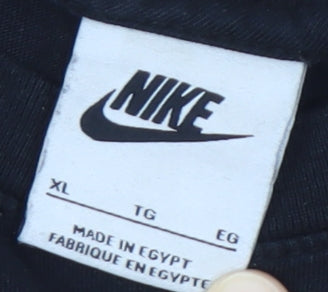 NIKE
XL TG EG
MADE IN EGYPT
FABRIQUE EN EGYPTE